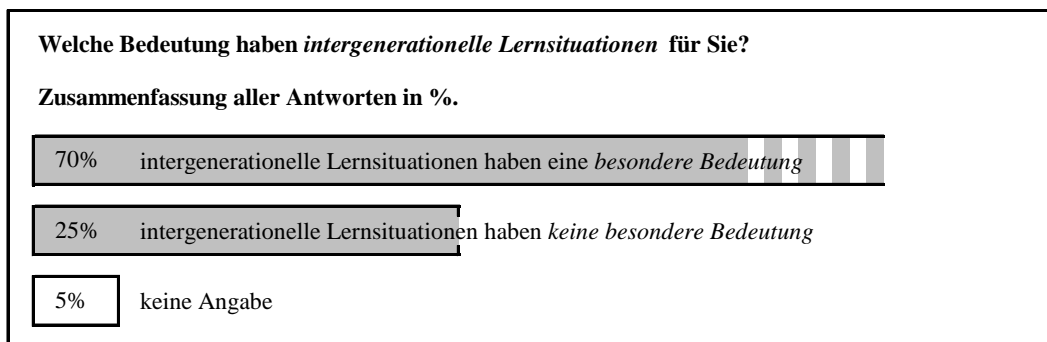 Welche Bedeutung haben intergenerationelle Lernsituationen für Sie?
Zusammenfassung aller Antworten in %.
70% intergenerationelle Lernsituationen haben eine besondere Bedeutung
25% intergenerationelle Lernsituationen haben keine besondere Bedeutung
5% keine Angabe